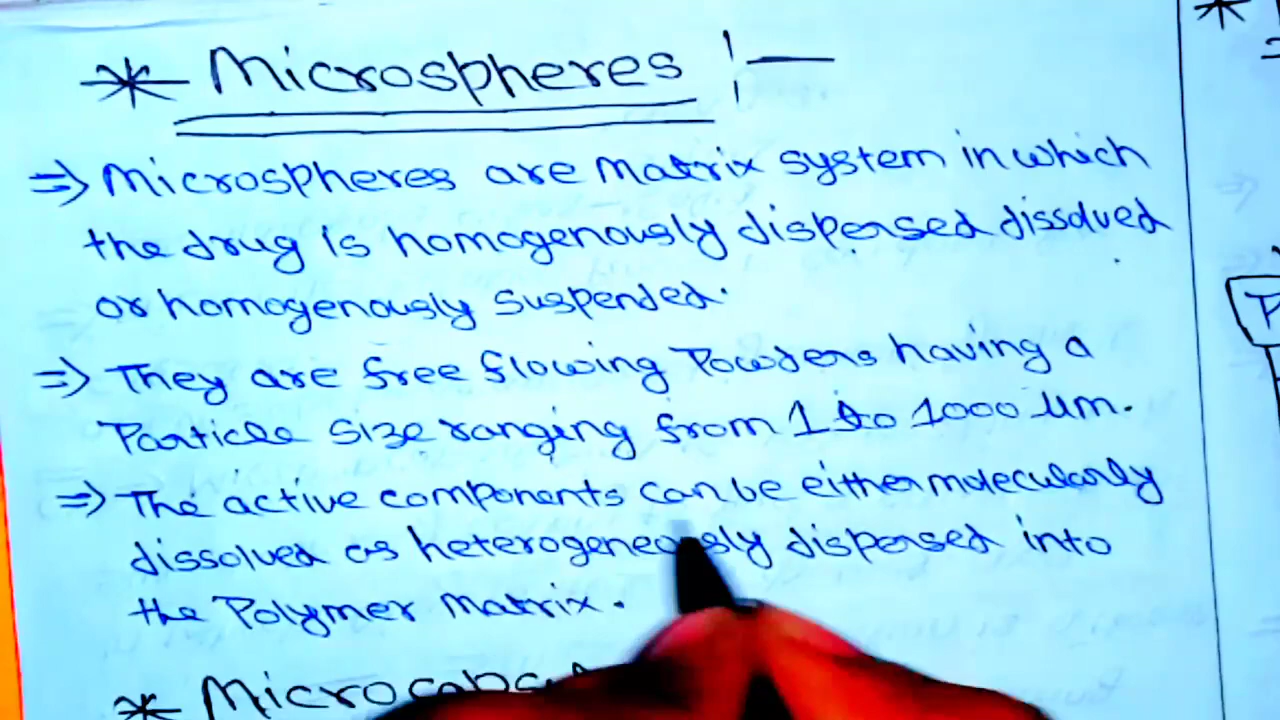 * Microspheres :-
=> Microspheres are matrix system in which
the drug is homogenously dispersed dissolved
or homogenously suspended.
=> They are free flowing Powders having a
Particle size ranging from 1 to 1000 µm.
=> The active components can be either molecularly
dissolved or heterogeneously dispersed into
the Polymer matrix.
*